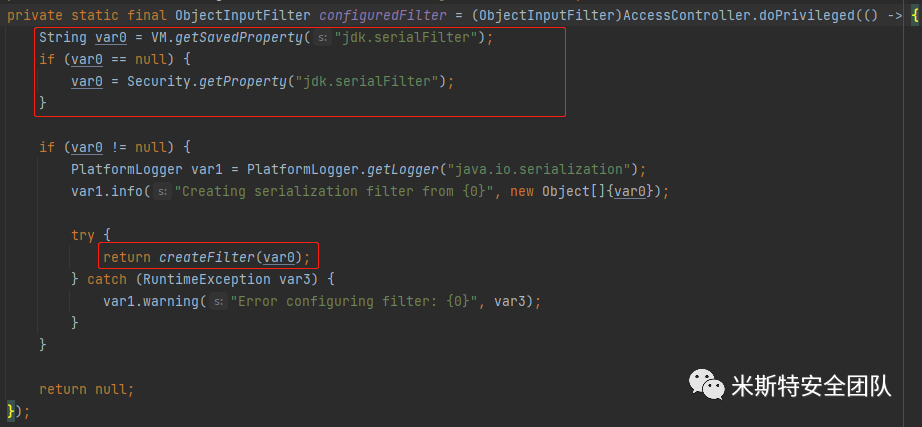 private static final ObjectInputFilter configuredFilter = (ObjectInputFilter)AccessController.doPrivileged(() -> {
    String var0 = VM.getSavedProperty( s: "jdk.serialFilter");
    if (var0 == null) {
        var0 = Security.getProperty("jdk.serialFilter");
    }
    if (var0 != null) {
        PlatformLogger var1 = PlatformLogger.getLogger("java.io.serialization");
        var1.info( s: "Creating serialization filter from {0}", new Object[]{var0});
        try {
            return createFilter(var0);
        } catch (RuntimeException var3) {
            var1.warning( s: "Error configuring filter: {0}", var3);
        }
    }
    return null;
});
米斯特安全团队